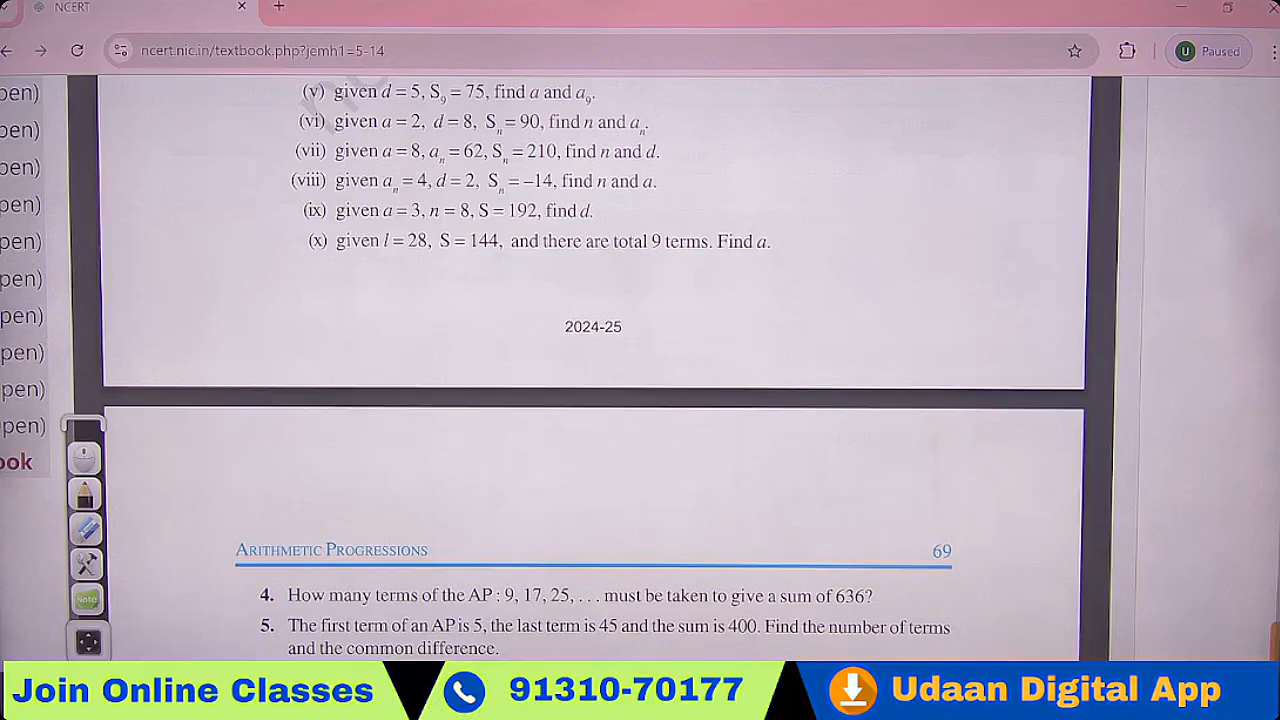 NCERT
ncert.nic.in/textbook.php?jemh1=5-14
U Paused
pen)
pen)
pen)
pen)
pen)
pen)
pen)
pen)
pen)
pen)
ook
(v) given d = 5, S₉ = 75, find a and a₉.
(vi) given a = 2, d = 8, Sₙ = 90, find n and aₙ.
(vii) given a = 8, aₙ = 62, Sₙ = 210, find n and d.
(viii) given aₙ = 4, d = 2, Sₙ = –14, find n and a.
(ix) given a = 3, n = 8, S = 192, find d.
(x) given l = 28, S = 144, and there are total 9 terms. Find a.
2024-25
Note
ARITHMETIC PROGRESSIONS 69
4. How many terms of the AP : 9, 17, 25, . . . must be taken to give a sum of 636?
5. The first term of an AP is 5, the last term is 45 and the sum is 400. Find the number of terms
and the common difference.
Join Online Classes 91310-70177 Udaan Digital App